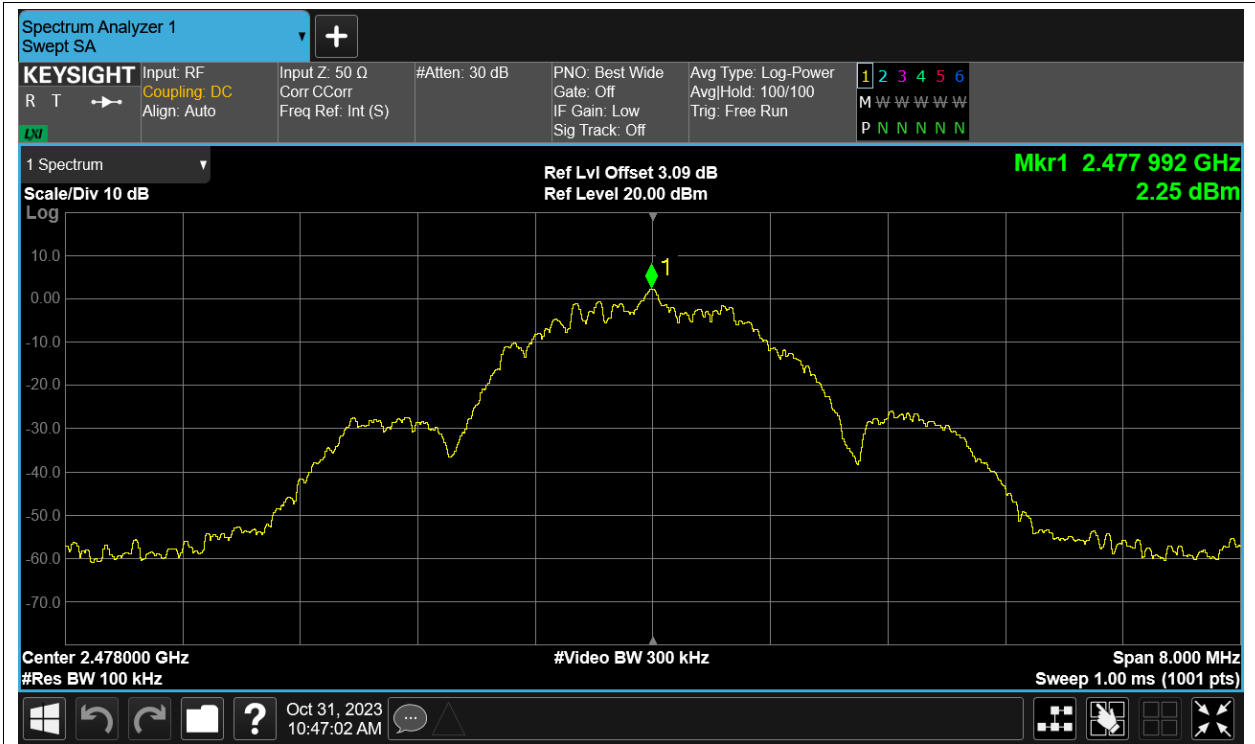 Spectrum Analyzer 1
Swept SA
+
KEYSIGHT
R T
LXI
Input: RF
Coupling: DC
Align: Auto
Input Z: 50 Ω
Corr CCorr
Freq Ref: Int (S)
#Atten: 30 dB
PNO: Best Wide
Gate: Off
IF Gain: Low
Sig Track: Off
Avg Type: Log-Power
Avg|Hold: 100/100
Trig: Free Run
1 2 3 4 5 6
M W W W W W
P N N N N N
1 Spectrum
Scale/Div 10 dB
Log
Ref Lvl Offset 3.09 dB
Ref Level 20.00 dBm
Mkr1 2.477 992 GHz
2.25 dBm
1
10.0
0.00
-10.0
-20.0
-30.0
-40.0
-50.0
-60.0
-70.0
Center 2.478000 GHz
#Video BW 300 kHz
Span 8.000 MHz
#Res BW 100 kHz
Sweep 1.00 ms (1001 pts)
?
Oct 31, 2023
10:47:02 AM